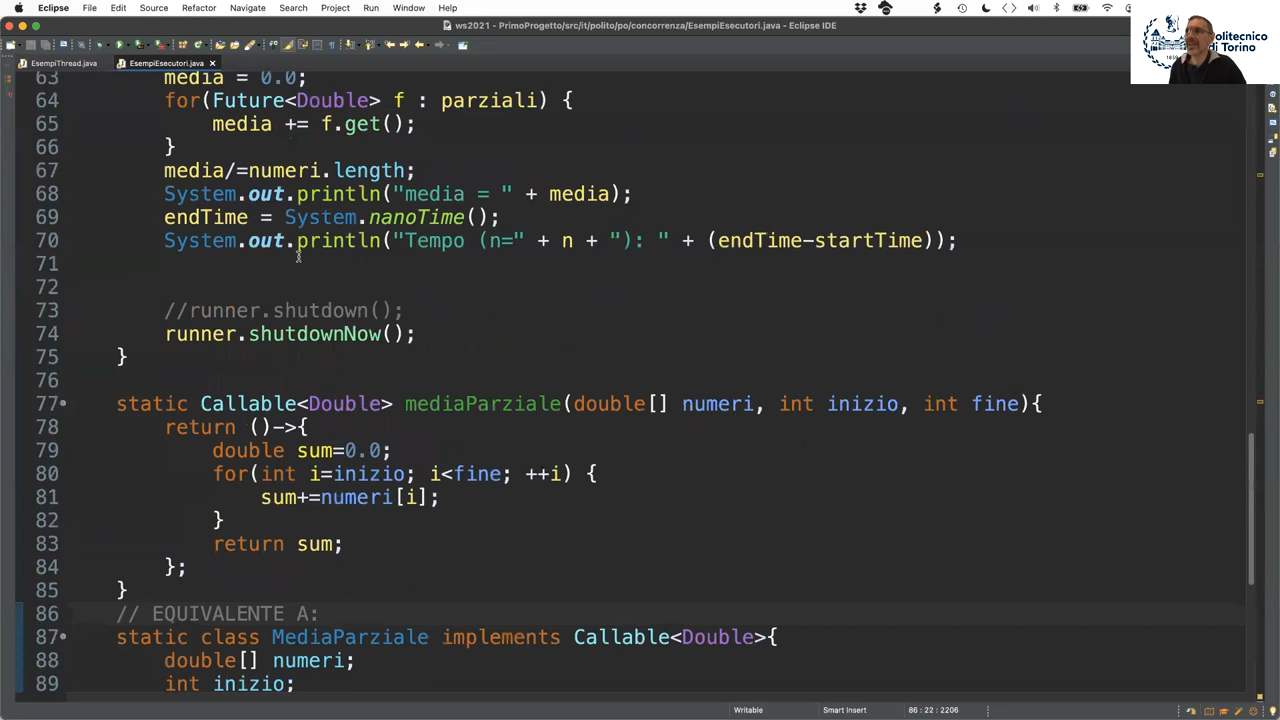 Eclipse File Edit Source Refactor Navigate Search Project Run Window Help
ws2021 - PrimoProgetto/src/it/polito/po/concorrenza/EsempiEsecutori.java - Eclipse IDE
Politecnico
di Torino
1859
EsempiThread.java EsempiEsecutori.java
63 media = 0.0;
64 for(Future<Double> f : parziali) {
65 media += f.get();
66 }
67 media/=numeri.length;
68 System.out.println("media = " + media);
69 endTime = System.nanoTime();
70 System.out.println("Tempo (n=" + n + "): " + (endTime-startTime));
71
72
73 //runner.shutdown();
74 runner.shutdownNow();
75 }
76
77 static Callable<Double> mediaParziale(double[] numeri, int inizio, int fine){
78 return ()->{
79 double sum=0.0;
80 for(int i=inizio; i<fine; ++i) {
81 sum+=numeri[i];
82 }
83 return sum;
84 };
85 }
86 // EQUIVALENTE A:
87 static class MediaParziale implements Callable<Double>{
88 double[] numeri;
89 int inizio;
Writable Smart Insert 86 : 22 : 2206